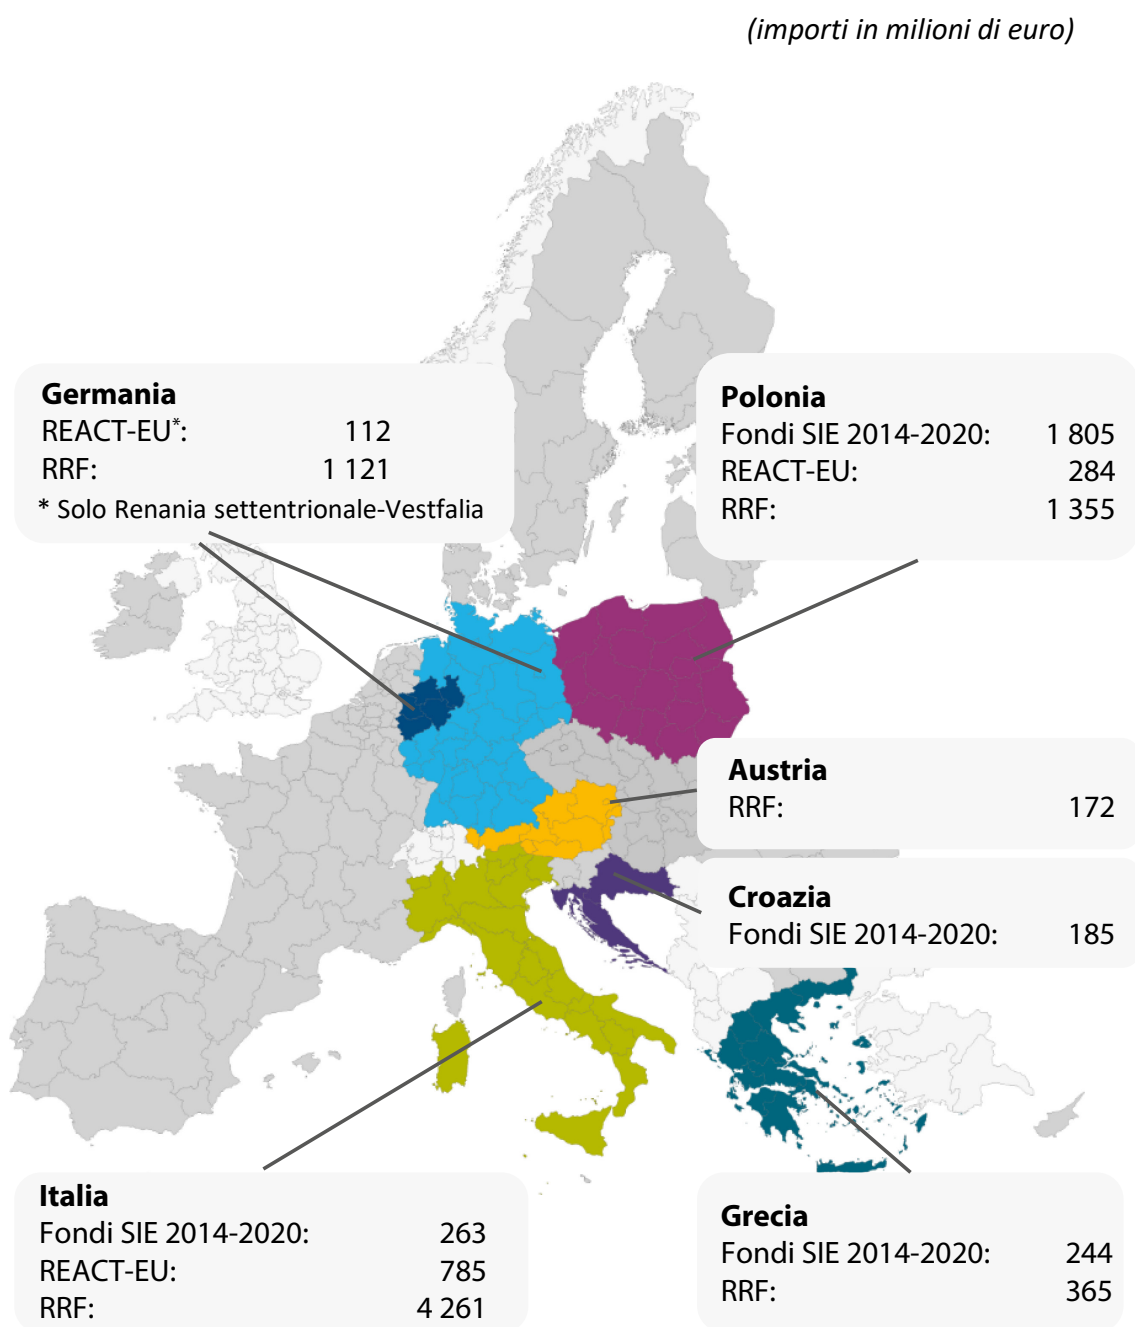 (importi in milioni di euro)
Germania
REACT-EU*: 112
RRF: 1 121
* Solo Renania settentrionale-Vestfalia
Polonia
Fondi SIE 2014-2020: 1 805
REACT-EU: 284
RRF: 1 355
Austria
RRF: 172
Croazia
Fondi SIE 2014-2020: 185
Italia
Fondi SIE 2014-2020: 263
REACT-EU: 785
RRF: 4 261
Grecia
Fondi SIE 2014-2020: 244
RRF: 365